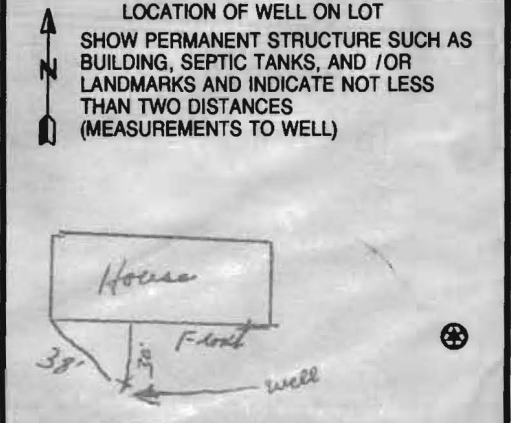 LOCATION OF WELL ON LOT
SHOW PERMANENT STRUCTURE SUCH AS
BUILDING, SEPTIC TANKS, AND /OR
LANDMARKS AND INDICATE NOT LESS
THAN TWO DISTANCES
(MEASUREMENTS TO WELL)
N
House
Front
38'
well